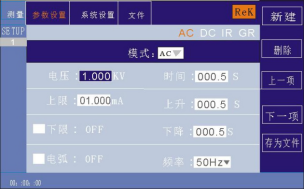 测量 参数设置 系统设置 文件 ReK 新建
SETUP AC DC IR GR
1
模式: AC
删除
电压: 1.000 KV 时间: 000.5 S
上一项
上限: 01.000 mA 上升: 000.5 S
下一项
下限: OFF 下降: 000.5 S
存为文件
电弧: OFF 频率: 50Hz
00: 00: 00